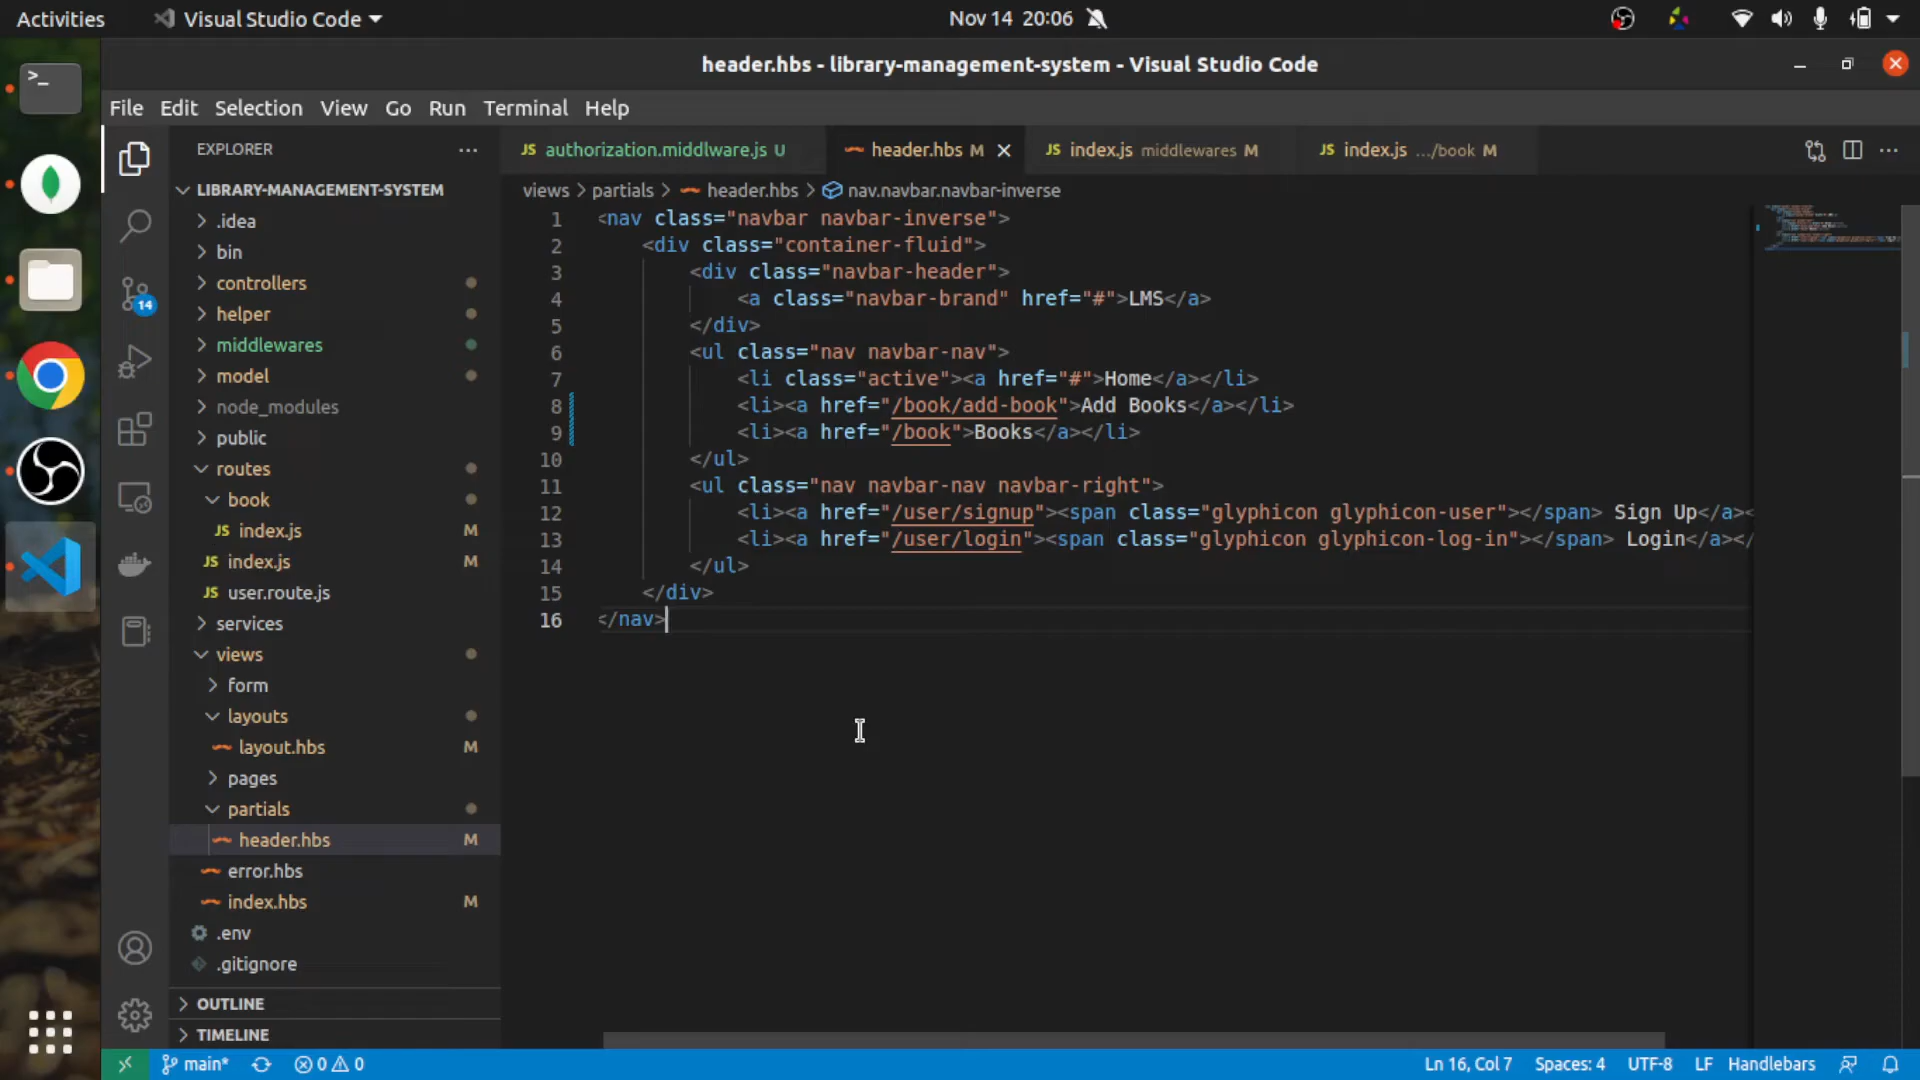 Activities Visual Studio Code Nov 14 20:06
header.hbs - library-management-system - Visual Studio Code
File Edit Selection View Go Run Terminal Help
EXPLORER
LIBRARY-MANAGEMENT-SYSTEM
.idea
bin
controllers
helper
14
middlewares
model
node_modules
public
routes
book
JS index.js M
JS index.js M
JS user.route.js
services
views
form
layouts
layout.hbs M
pages
partials
header.hbs M
error.hbs
index.hbs M
.env
.gitignore
OUTLINE
TIMELINE
JS authorization.middlware.js U header.hbs M JS index.js middlewares M JS index.js .../book M
views > partials > header.hbs > nav.navbar.navbar-inverse
1 <nav class="navbar navbar-inverse">
2 <div class="container-fluid">
3 <div class="navbar-header">
4 <a class="navbar-brand" href="#">LMS</a>
5 </div>
6 <ul class="nav navbar-nav">
7 <li class="active"><a href="#">Home</a></li>
8 <li><a href="/book/add-book">Add Books</a></li>
9 <li><a href="/book">Books</a></li>
10 </ul>
11 <ul class="nav navbar-nav navbar-right">
12 <li><a href="/user/signup"><span class="glyphicon glyphicon-user"></span> Sign Up</a><
13 <li><a href="/user/login"><span class="glyphicon glyphicon-log-in"></span> Login</a></
14 </ul>
15 </div>
16 </nav>
main* 0 0 Ln 16, Col 7 Spaces: 4 UTF-8 LF Handlebars